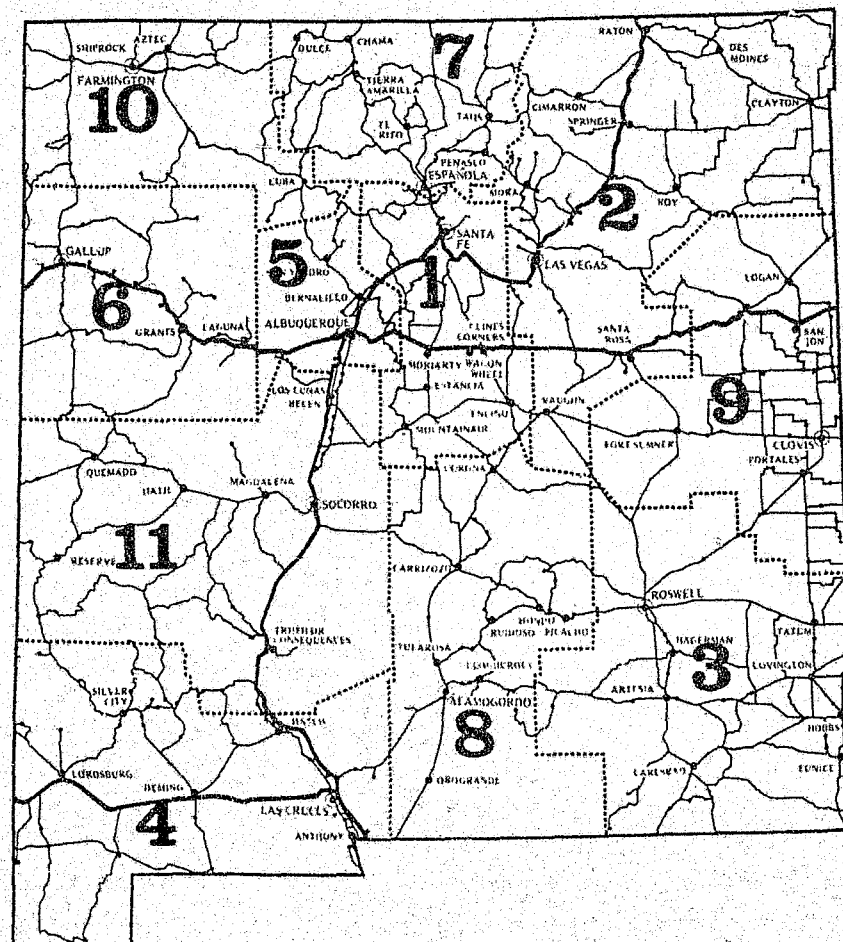 RATON
AZTEC
SHIPROCK
DULCE
CHAMA
7
DES
MOINES
FARMINGTON
TIERRA
AMARILLA
10
CIMARRON
CLAYTON
TAOS
SPRINGER
EL
RITO
PENASCO
ESPANOLA
CUBA
MORA
2
ROY
SANTA
FE
GALLUP
5
LAS VEGAS
1
LOGAN
BERNALILLO
6
GRANTS
LAGUNA
ALBUQUERQUE
CLINES
CORNERS
SANTA
ROSA
SAN
JON
MORIARTY
WAGON
WHEEL
LOS LUNAS
ESTANCIA
BELEN
ENCINO
VAUGHN
9
MOUNTAINAIR
FORT SUMNER
CLOVIS
PORTALES
QUEMADO
DATIL
MAGDALENA
CORONA
SOCORRO
11
RESERVE
CARRIZOZO
ROSWELL
HONDO
RUIDOSO
PICACHO
TATUM
TRUTH OR
CONSEQUENCES
HAGERMAN
TULAROSA
3
LOVINGTON
CLOUDCROFT
SILVER
CITY
ARTESIA
ALAMOGORDO
HATCH
8
HOBBS
LORDSBURG
CARLSBAD
EUNICE
DEMING
OROGRANDE
LAS CRUCES
4
ANTHONY